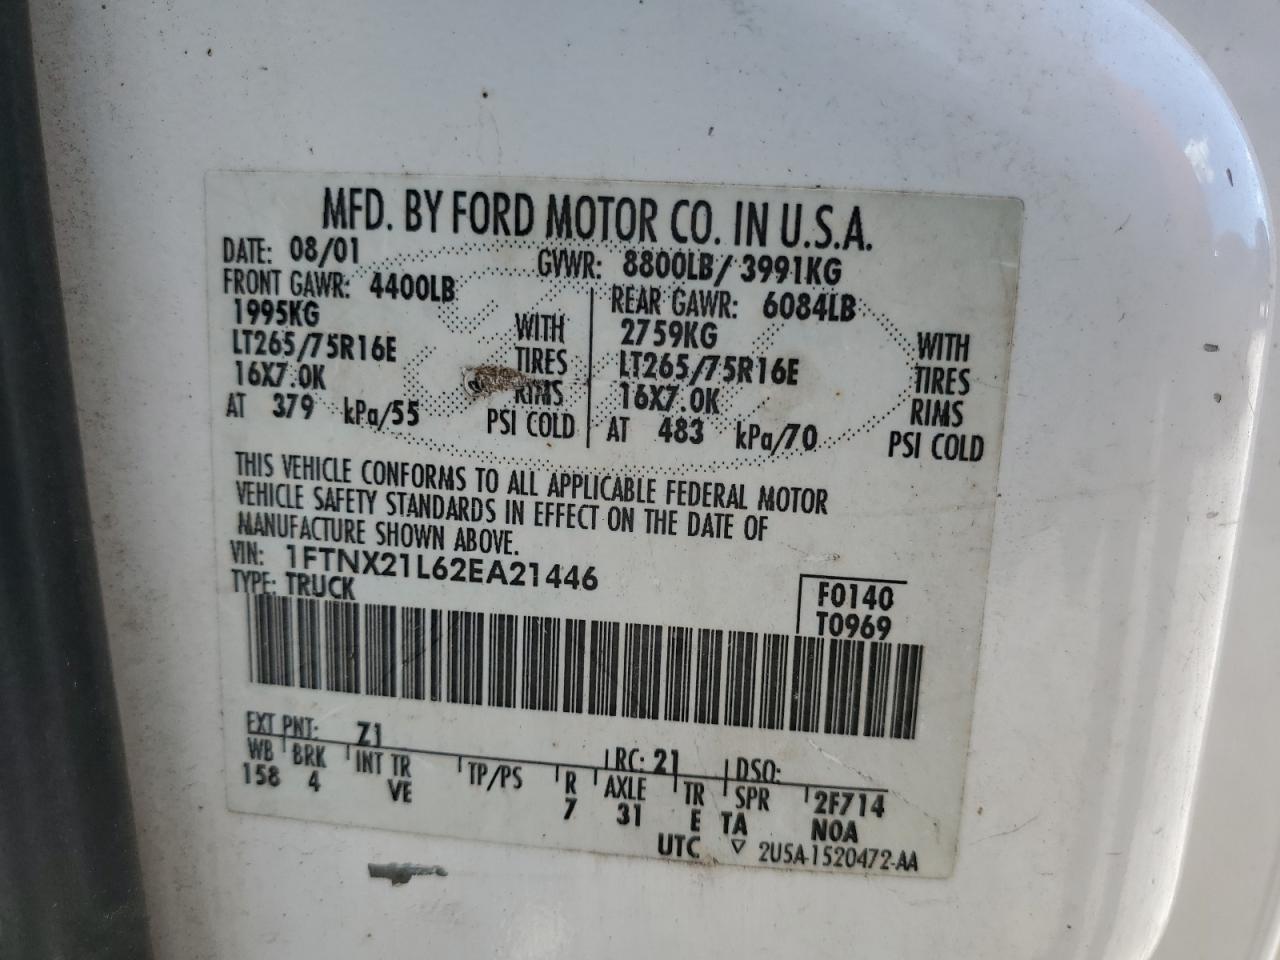 MFD. BY FORD MOTOR CO. IN U.S.A.
DATE: 08/01 GVWR: 8800LB/ 3991KG
FRONT GAWR: 4400LB REAR GAWR: 6084LB
1995KG WITH 2759KG WITH
LT265/75R16E TIRES LT265/75R16E TIRES
16X7.0K RIMS 16X7.0K RIMS
AT 379 kPa/55 PSI COLD AT 483 kPa/70 PSI COLD
THIS VEHICLE CONFORMS TO ALL APPLICABLE FEDERAL MOTOR
VEHICLE SAFETY STANDARDS IN EFFECT ON THE DATE OF
MANUFACTURE SHOWN ABOVE.
VIN: 1FTNX21L62EA21446
TYPE: TRUCK F0140
T0969
EXT PNT: Z1 RC: 21 DSO:
WB BRK INT TR TP/PS R AXLE TR SPR 2F714
158 4 VE 7 31 E TA NOA
UTC ▽ 2U5A-1520472-AA